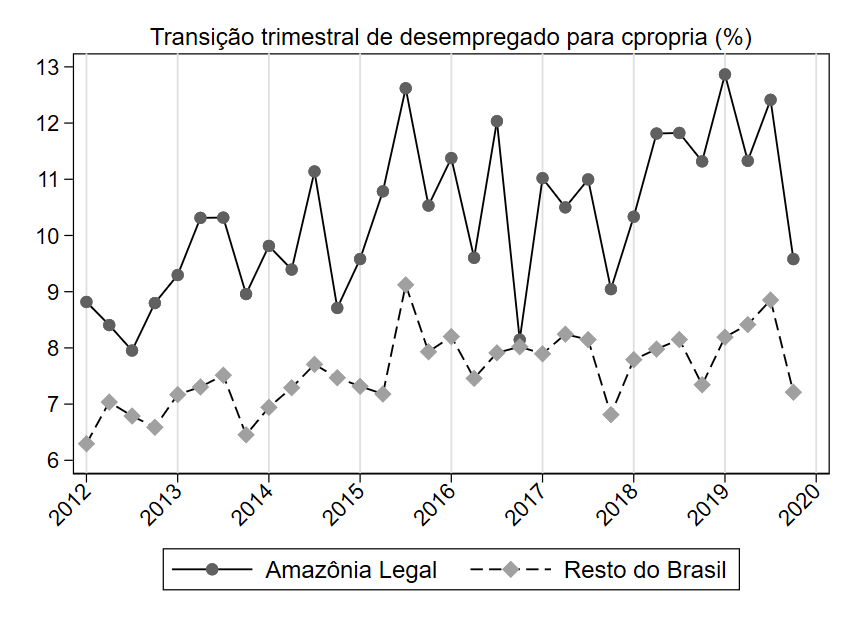 Transição trimestral de desempregado para cpropria (%)
13
12
11
10
9
8
7
6
2012 2013 2014 2015 2016 2017 2018 2019 2020
Amazônia Legal Resto do Brasil